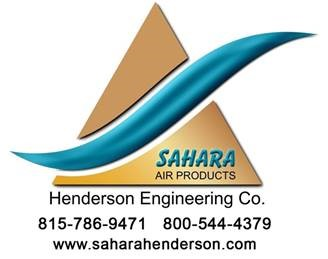 SAHARA
AIR PRODUCTS
Henderson Engineering Co.
815-786-9471 800-544-4379
www.saharahenderson.com